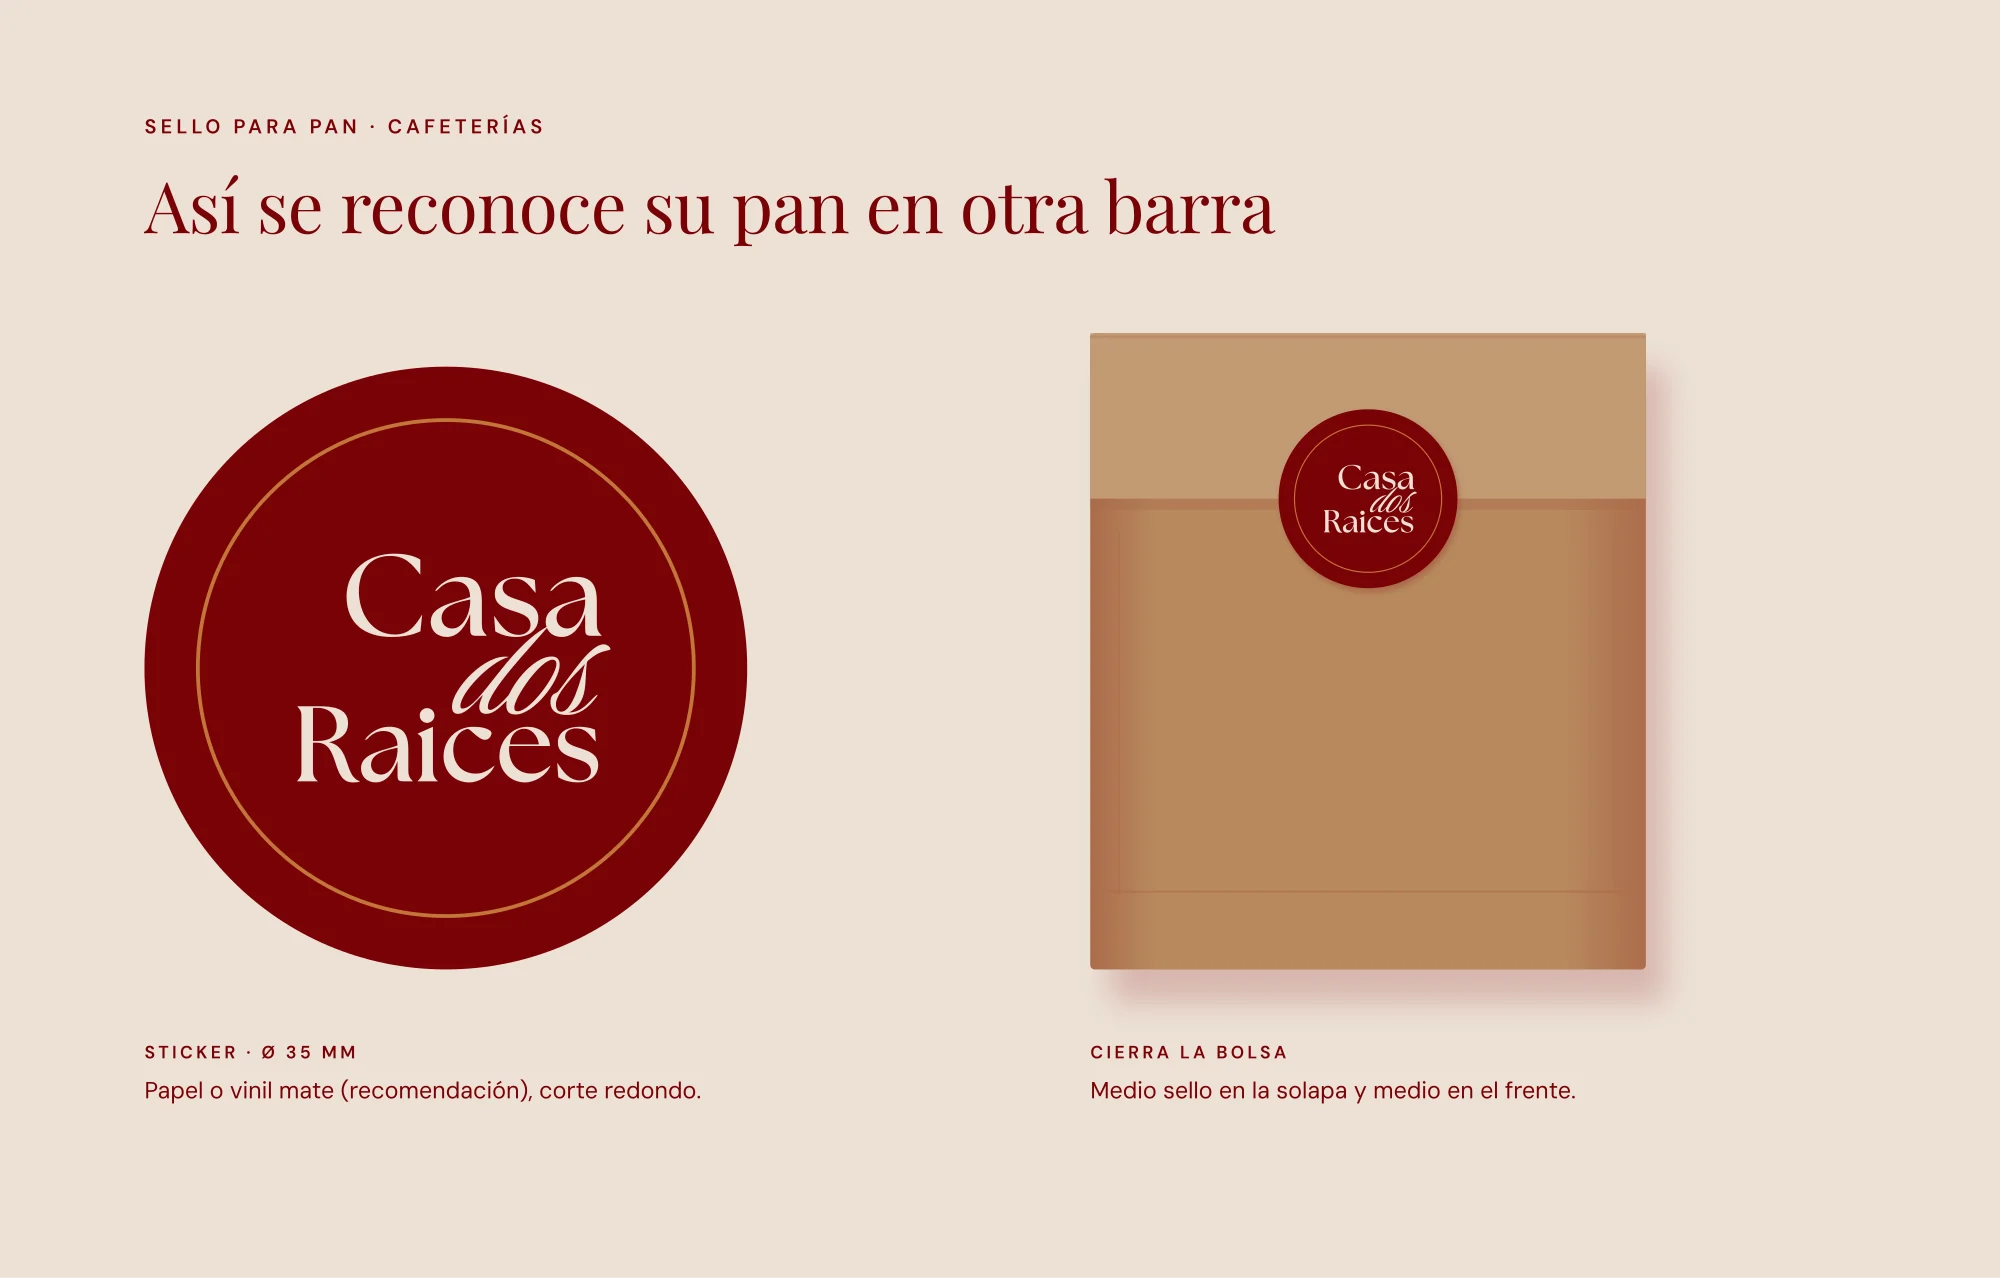 SELLO PARA PAN · CAFETERÍAS
Así se reconoce su pan en otra barra
Casa
dos
Raices
Casa
dos
Raices
STICKER · Ø 35 MM
Papel o vinil mate (recomendación), corte redondo.
CIERRA LA BOLSA
Medio sello en la solapa y medio en el frente.